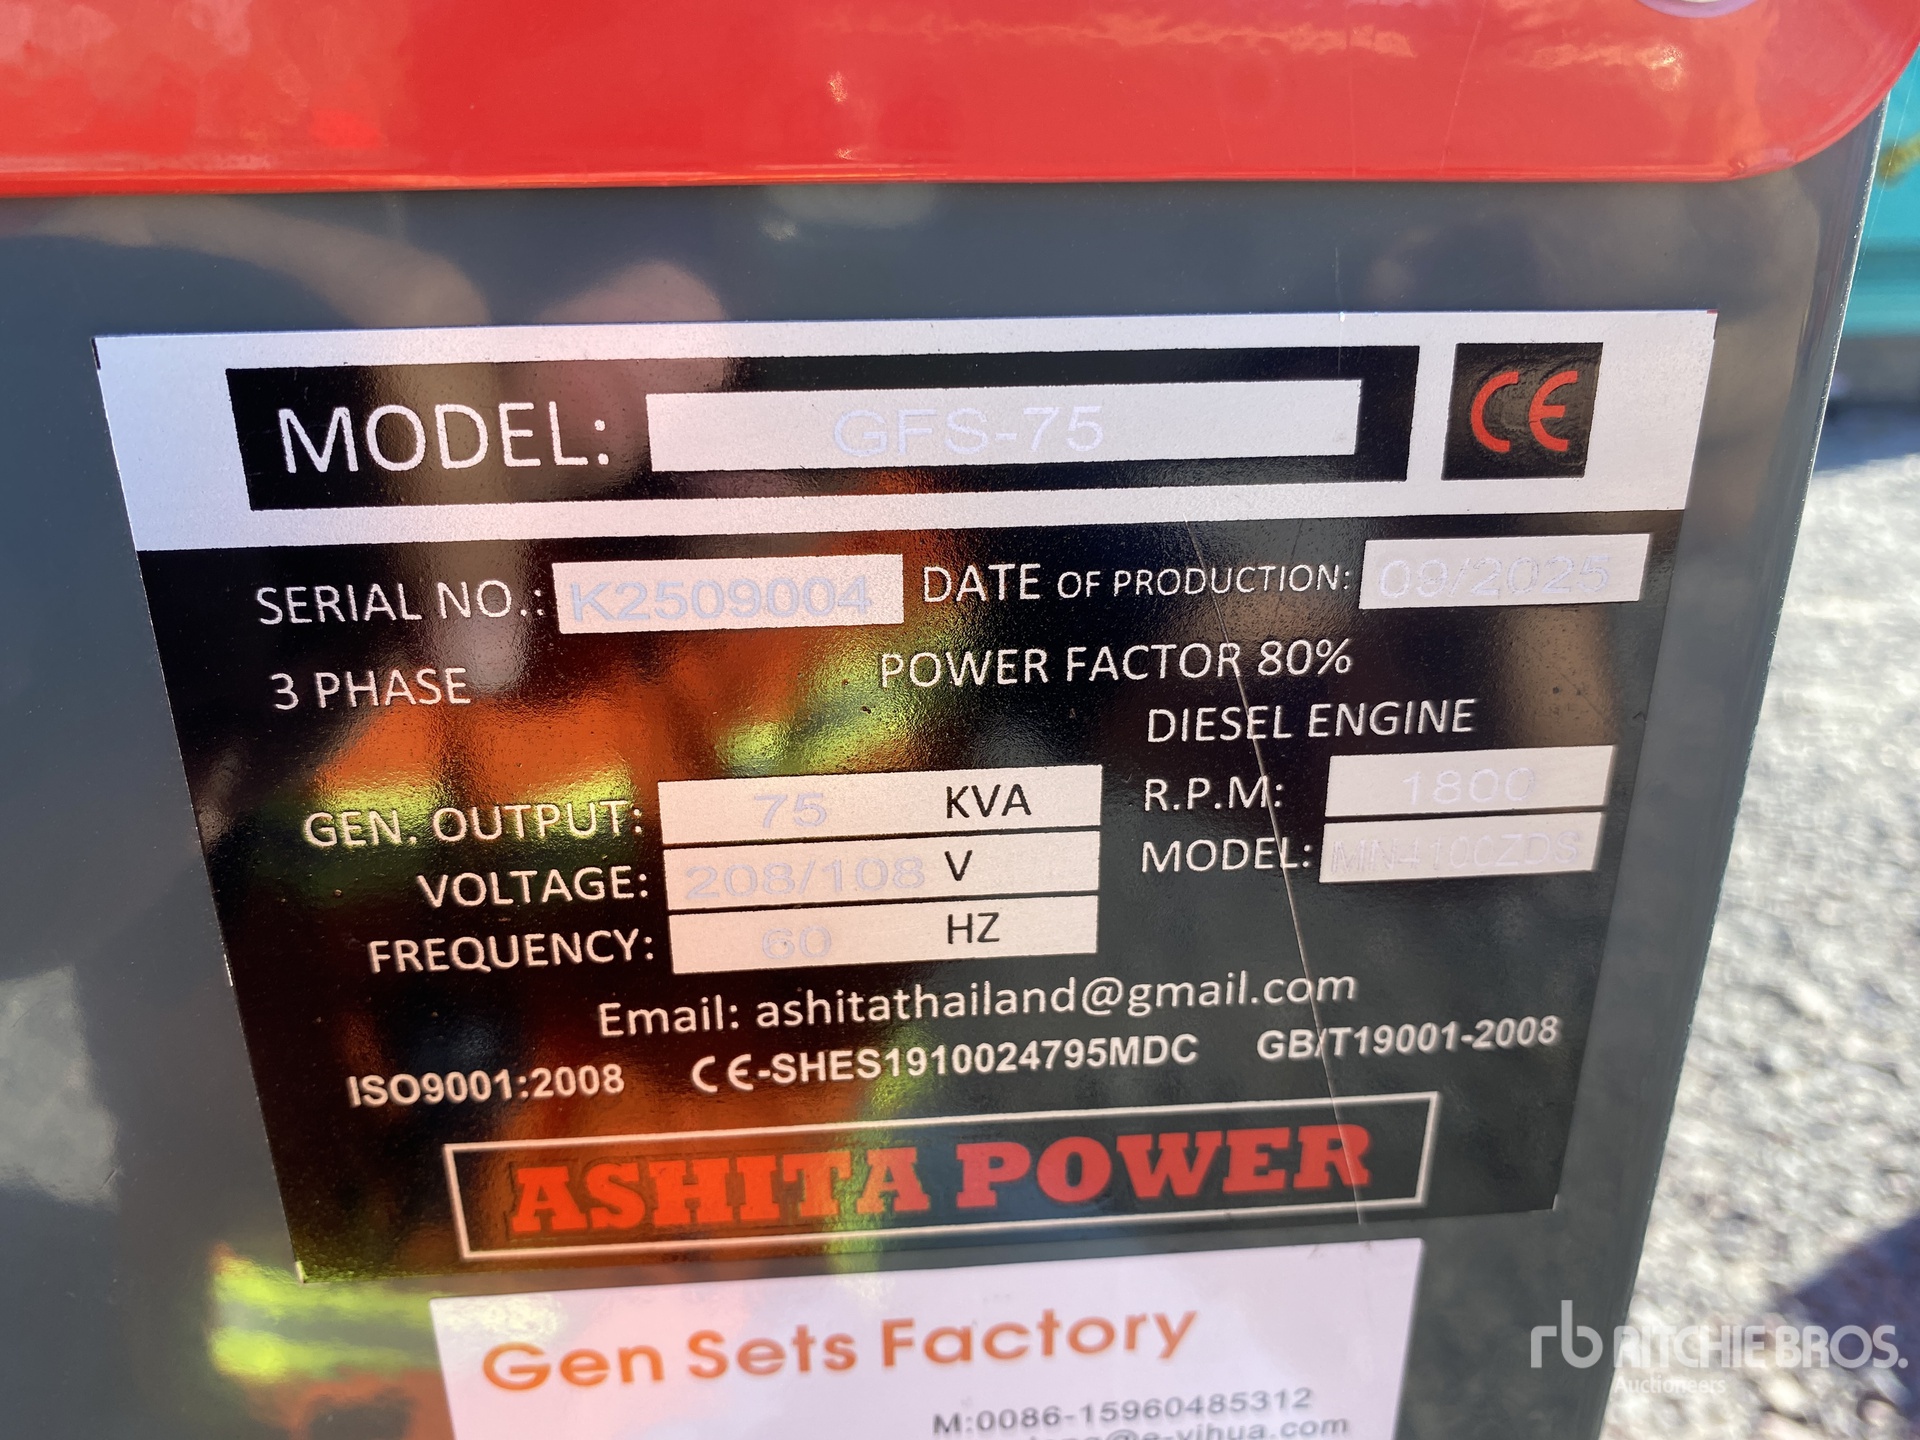 MODEL: GFS-75 CE
SERIAL NO.: K2509004 DATE OF PRODUCTION: 09/2025
3 PHASE POWER FACTOR 80%
DIESEL ENGINE
GEN. OUTPUT: 75 KVA R.P.M: 1800
VOLTAGE: 208/108 V MODEL: MN4100ZDS
FREQUENCY: 60 HZ
Email: ashitathailand@gmail.com
ISO9001:2008 CE-SHES1910024795MDC GB/T19001-2008
ASHITA POWER
Gen Sets Factory
M:0086-15960485312
rb RITCHIE BROS.
Auctioneers